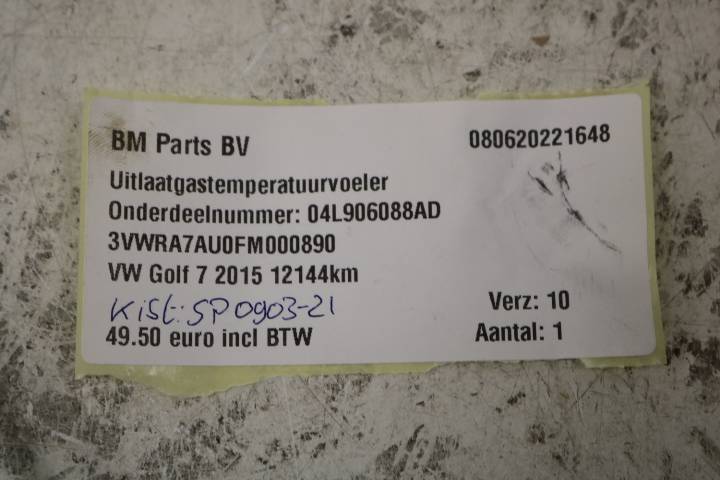 BM Parts BV 080620221648
Uitlaatgastemperatuurvoeler
Onderdeelnummer: 04L906088AD
3VWRA7AU0FM000890
VW Golf 7 2015 12144km
Kist: SP0903-21 Verz: 10
49.50 euro incl BTW Aantal: 1